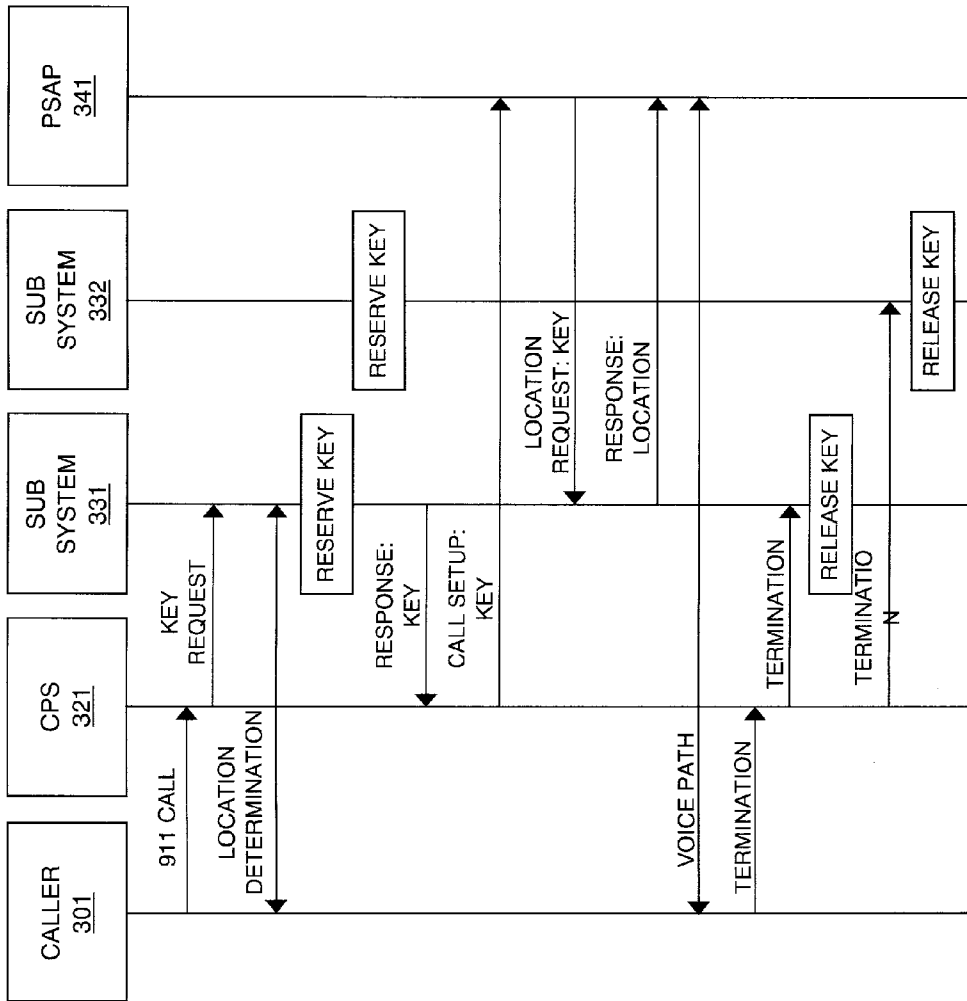 CALLER
301
CPS
321
SUB
SYSTEM
331
SUB
SYSTEM
332
PSAP
341
911 CALL
KEY
REQUEST
LOCATION
DETERMINATION
RESERVE KEY
RESERVE KEY
RESPONSE:
KEY
CALL SETUP:
KEY
LOCATION
REQUEST: KEY
RESPONSE:
LOCATION
VOICE PATH
TERMINATION
TERMINATION
RELEASE KEY
TERMINATIO
N
RELEASE KEY